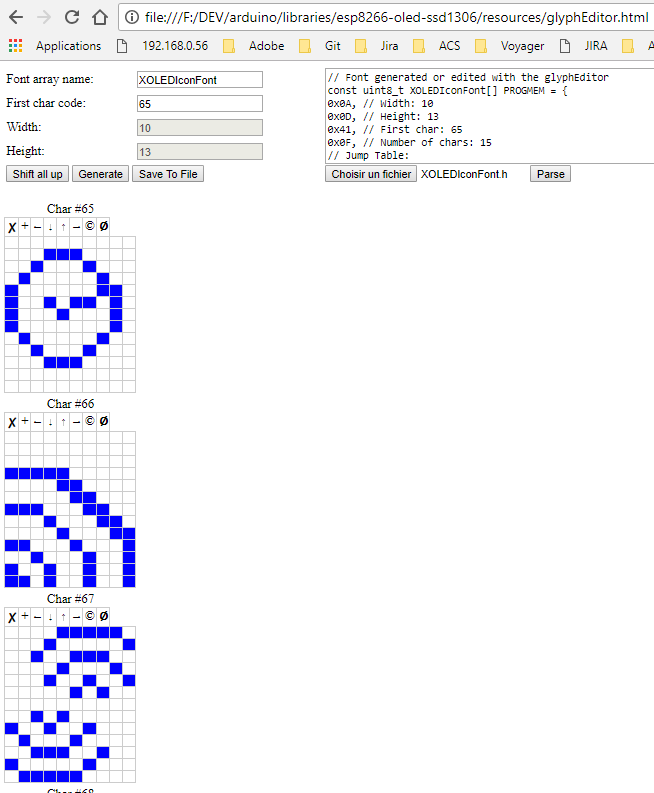 file:///F:/DEV/arduino/libraries/esp8266-oled-ssd1306/resources/glyphEditor.html
Applications 192.168.0.56 Adobe Git Jira ACS Voyager JIRA A
Font array name: XOLEDIconFont
First char code: 65
Width: 10
Height: 13
Shift all up Generate Save To File
// Font generated or edited with the glyphEditor
const uint8_t XOLEDIconFont[] PROGMEM = {
0x0A, // Width: 10
0x0D, // Height: 13
0x41, // First char: 65
0x0F, // Number of chars: 15
// Jump Table:
Choisir un fichier XOLEDIconFont.h Parse
Char #65
X + ← ↓ ↑ → © Ø
Char #66
X + ← ↓ ↑ → © Ø
Char #67
X + ← ↓ ↑ → © Ø
Char #68